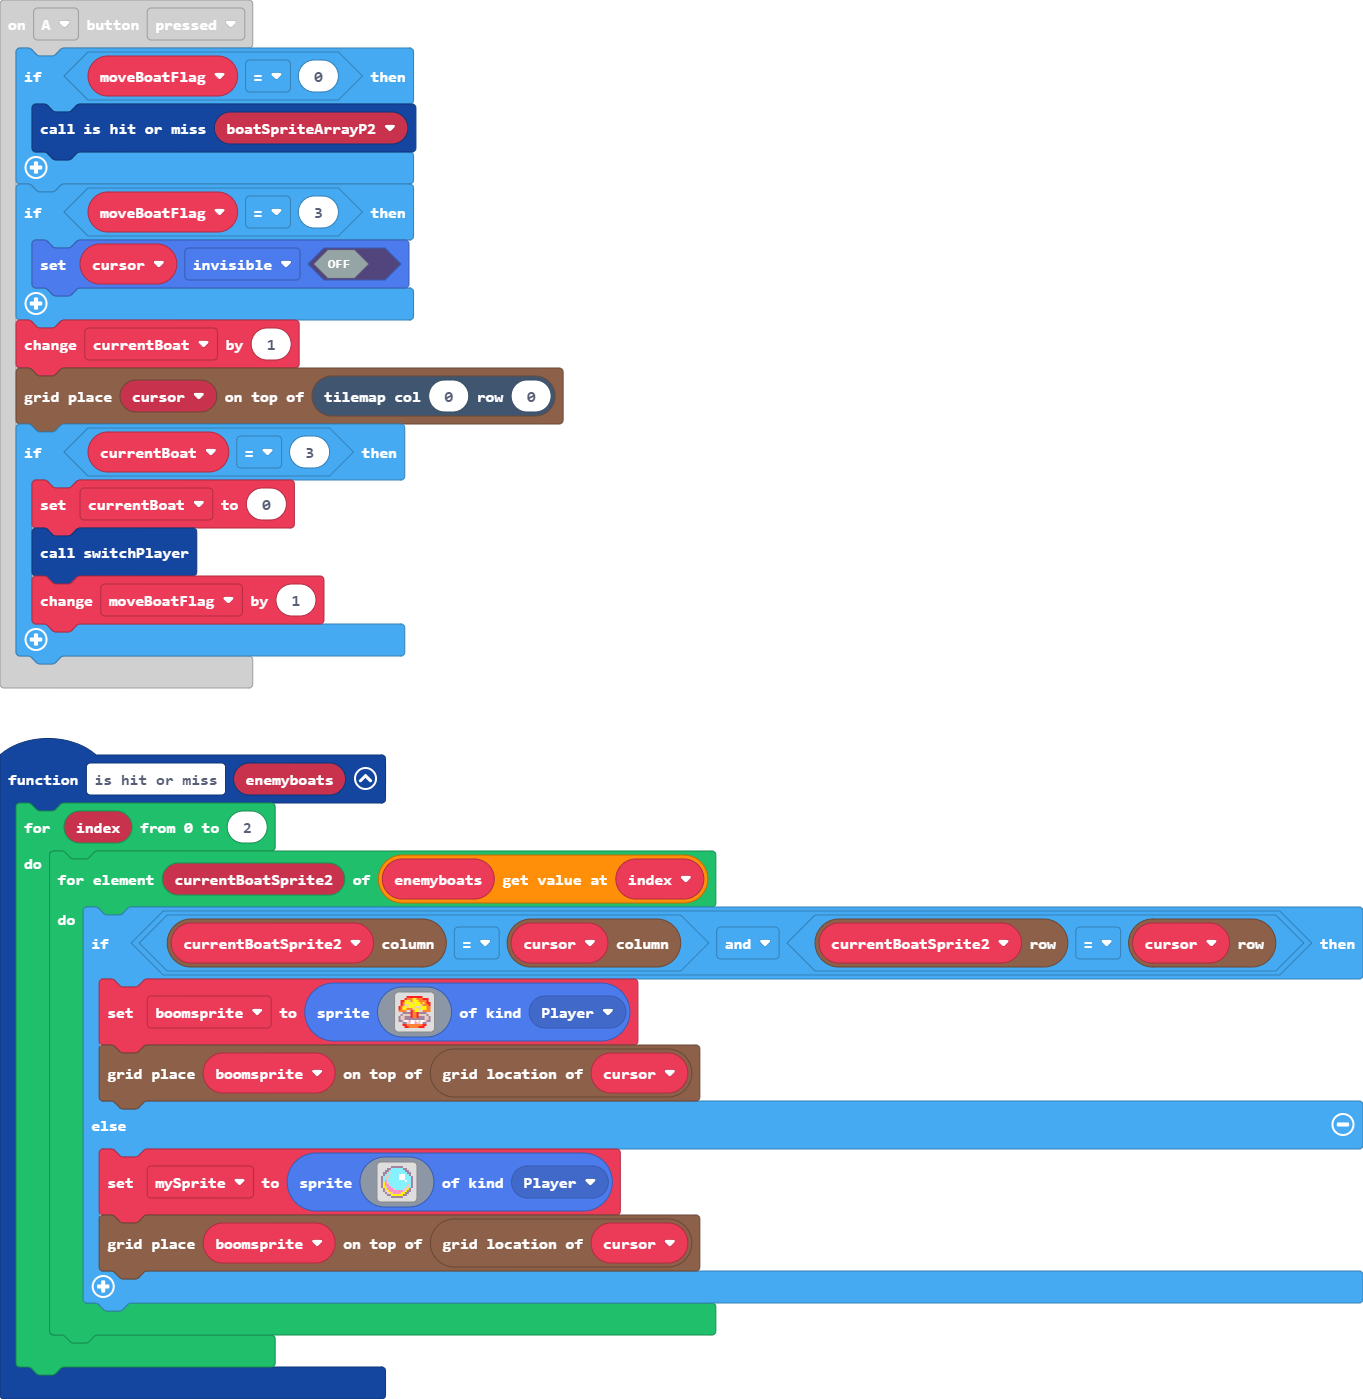 on A button pressed
if moveBoatFlag = 0 then
call is hit or miss boatSpriteArrayP2
if moveBoatFlag = 3 then
set cursor invisible OFF
change currentBoat by 1
grid place cursor on top of tilemap col 0 row 0
if currentBoat = 3 then
set currentBoat to 0
call switchPlayer
change moveBoatFlag by 1
function is hit or miss enemyboats
for index from 0 to 2
do
for element currentBoatSprite2 of enemyboats get value at index
do
if currentBoatSprite2 column = cursor column and currentBoatSprite2 row = cursor row then
set boomsprite to sprite of kind Player
grid place boomsprite on top of grid location of cursor
else
set mySprite to sprite of kind Player
grid place boomsprite on top of grid location of cursor